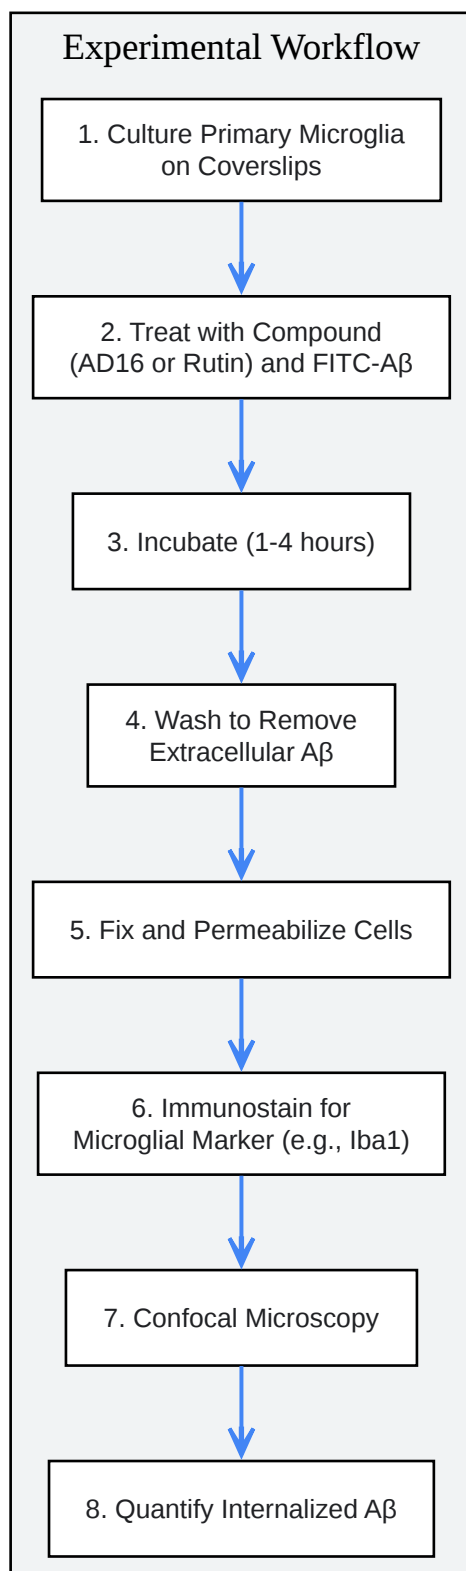 Experimental Workflow
1. Culture Primary Microglia
on Coverslips
2. Treat with Compound
(AD16 or Rutin) and FITC-Aβ
3. Incubate (1-4 hours)
4. Wash to Remove
Extracellular Aβ
5. Fix and Permeabilize Cells
6. Immunostain for
Microglial Marker (e.g., Iba1)
7. Confocal Microscopy
8. Quantify Internalized Aβ